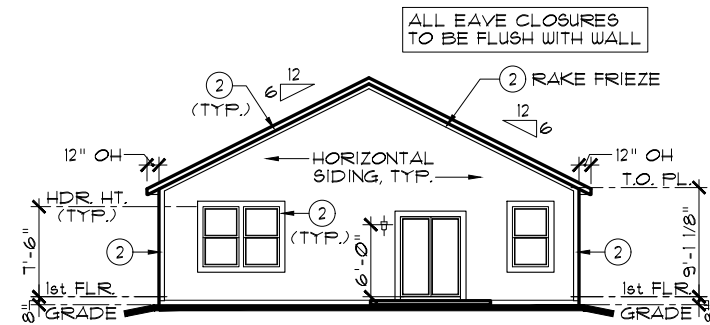 ALL EAVE CLOSURES
TO BE FLUSH WITH WALL
12
6
2
(TYP.)
2 RAKE FRIEZE
12
6
12" OH
12" OH
HORIZONTAL
SIDING, TYP.
T.O. PL.
HDR. HT.
(TYP.)
2
(TYP.)
7'-6"
6'-0"
9'-1 1/8"
2
2
1st FLR.
1st FLR.
8"
GRADE
GRADE
8"